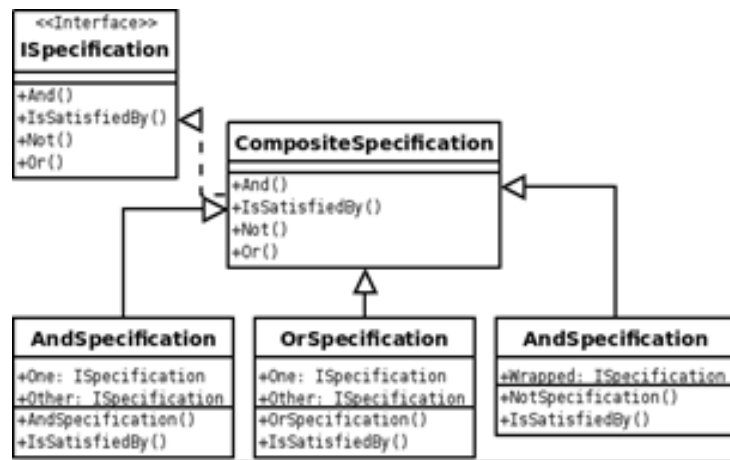 <<Interface>>
ISpecification
+And()
+IsSatisfiedBy()
+Not()
+Or()
CompositeSpecification
+And()
+IsSatisfiedBy()
+Not()
+Or()
AndSpecification
+One: ISpecification
+Other: ISpecification
+AndSpecification()
+IsSatisfiedBy()
OrSpecification
+One: ISpecification
+Other: ISpecification
+OrSpecification()
+IsSatisfiedBy()
AndSpecification
+Wrapped: ISpecification
+NotSpecification()
+IsSatisfiedBy()